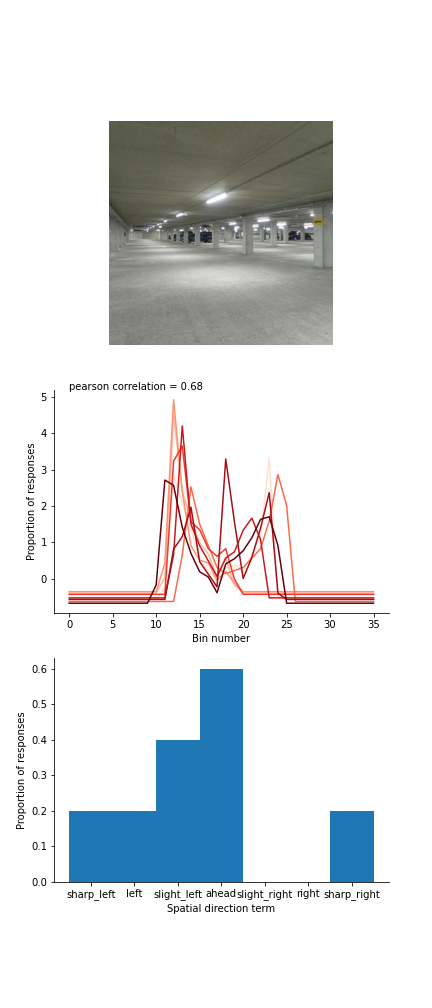 pearson correlation = 0.68
5
4
3
2
1
0
Proportion of responses
0 5 10 15 20 25 30 35
Bin number
0.6
0.5
0.4
0.3
0.2
0.1
0.0
Proportion of responses
sharp_left left slight_left ahead slight_right right sharp_right
Spatial direction term